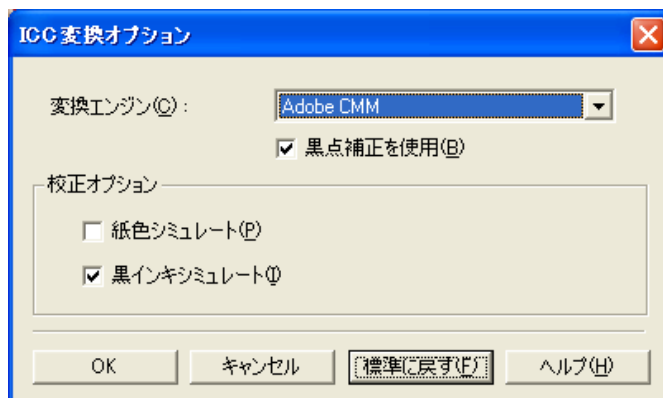 ICC変換オプション
変換エンジン(C):
Adobe CMM
黒点補正を使用(B)
校正オプション
紙色シミュレート(P)
黒インキシミュレート(I)
OK
キャンセル
標準に戻す(F)
ヘルプ(H)